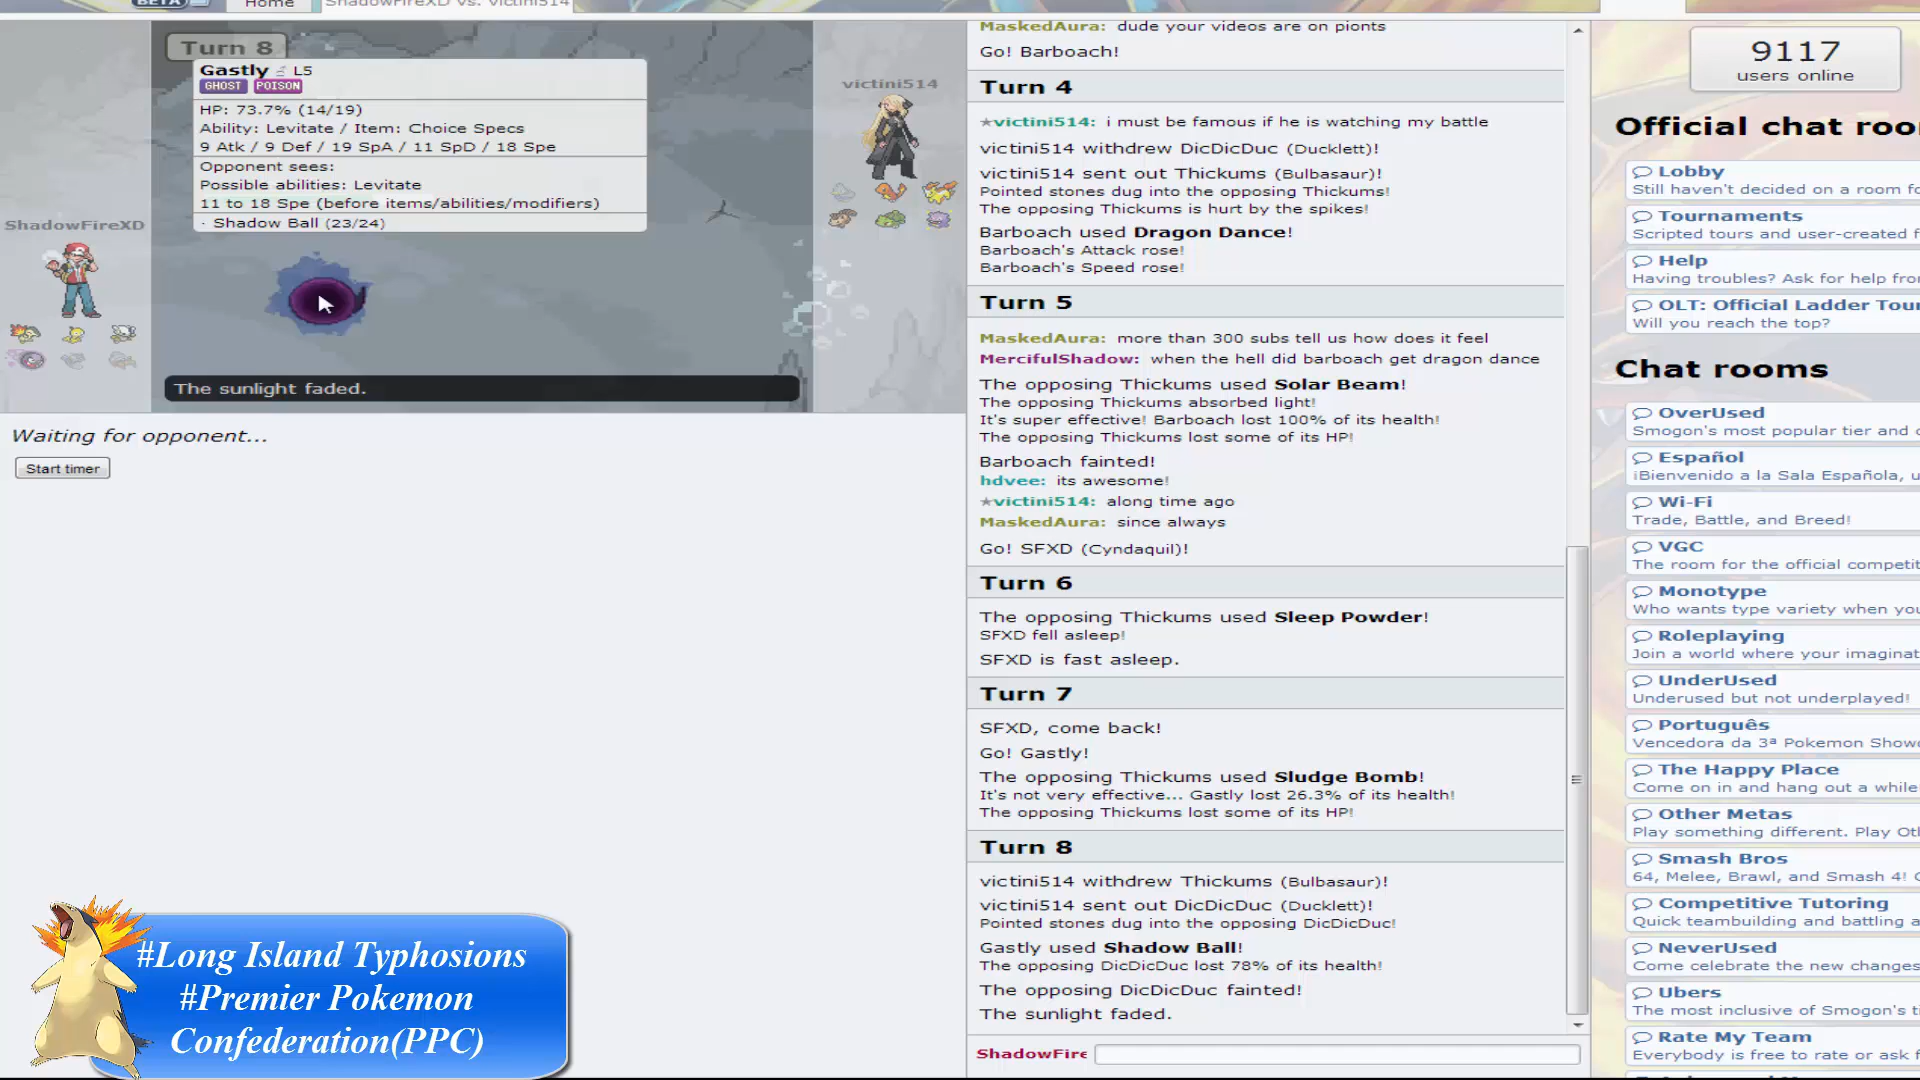 BETA
Home
ShadowFireXD vs. victini514
Turn 8
Gastly L5
GHOST POISON
HP: 73.7% (14/19)
Ability: Levitate / Item: Choice Specs
9 Atk / 9 Def / 19 SpA / 11 SpD / 18 Spe
Opponent sees:
Possible abilities: Levitate
11 to 18 Spe (before items/abilities/modifiers)
· Shadow Ball (23/24)
victini514
ShadowFireXD
The sunlight faded.
Waiting for opponent...
Start timer
#Long Island Typhosions
#Premier Pokemon
Confederation(PPC)
MaskedAura: dude your videos are on pionts
Go! Barboach!
Turn 4
★victini514: i must be famous if he is watching my battle
victini514 withdrew DicDicDuc (Ducklett)!
victini514 sent out Thickums (Bulbasaur)!
Pointed stones dug into the opposing Thickums!
The opposing Thickums is hurt by the spikes!
Barboach used Dragon Dance!
Barboach's Attack rose!
Barboach's Speed rose!
Turn 5
MaskedAura: more than 300 subs tell us how does it feel
MercifulShadow: when the hell did barboach get dragon dance
The opposing Thickums used Solar Beam!
The opposing Thickums absorbed light!
It's super effective! Barboach lost 100% of its health!
The opposing Thickums lost some of its HP!
Barboach fainted!
hdvee: its awesome!
★victini514: along time ago
MaskedAura: since always
Go! SFXD (Cyndaquil)!
Turn 6
The opposing Thickums used Sleep Powder!
SFXD fell asleep!
SFXD is fast asleep.
Turn 7
SFXD, come back!
Go! Gastly!
The opposing Thickums used Sludge Bomb!
It's not very effective... Gastly lost 26.3% of its health!
The opposing Thickums lost some of its HP!
Turn 8
victini514 withdrew Thickums (Bulbasaur)!
victini514 sent out DicDicDuc (Ducklett)!
Pointed stones dug into the opposing DicDicDuc!
Gastly used Shadow Ball!
The opposing DicDicDuc lost 78% of its health!
The opposing DicDicDuc fainted!
The sunlight faded.
ShadowFire
9117
users online
Official chat roo
Lobby
Still haven't decided on a room fo
Tournaments
Scripted tours and user-created f
Help
Having troubles? Ask for help from
OLT: Official Ladder Tour
Will you reach the top?
Chat rooms
OverUsed
Smogon's most popular tier and o
Español
¡Bienvenido a la Sala Española, u
Wi-Fi
Trade, Battle, and Breed!
VGC
The room for the official competit
Monotype
Who wants type variety when you
Roleplaying
Join a world where your imaginat
UnderUsed
Underused but not underplayed!
Português
Vencedora da 3ª Pokemon Show
The Happy Place
Come on in and hang out a while
Other Metas
Play something different. Play Oth
Smash Bros
64, Melee, Brawl, and Smash 4! C
Competitive Tutoring
Quick teambuilding and battling a
NeverUsed
Come celebrate the new changes
Ubers
The most inclusive of Smogon's ti
Rate My Team
Everybody is free to rate or ask f